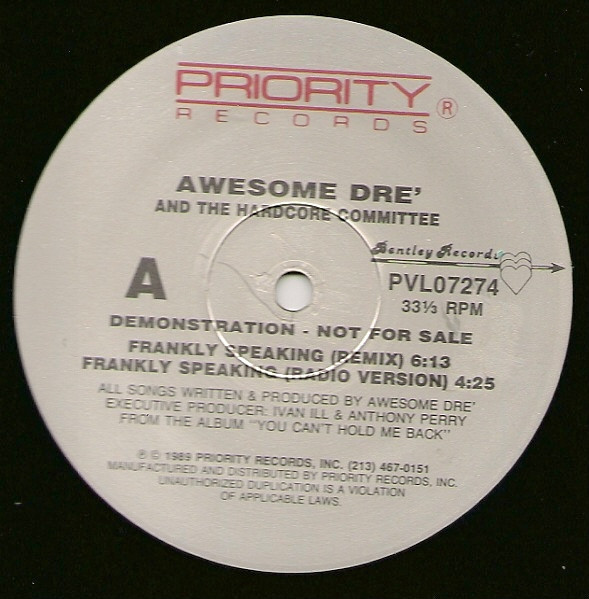 PRIORITY
RECORDS ®
AWESOME DRE'
AND THE HARDCORE COMMITTEE
Bentley Records
A
PVL07274
33⅓ RPM
DEMONSTRATION - NOT FOR SALE
FRANKLY SPEAKING (REMIX) 6:13
FRANKLY SPEAKING (RADIO VERSION) 4:25
ALL SONGS WRITTEN & PRODUCED BY AWESOME DRE'
EXECUTIVE PRODUCER: IVAN ILL & ANTHONY PERRY
FROM THE ALBUM "YOU CAN'T HOLD ME BACK"
℗ © 1989 PRIORITY RECORDS, INC. (213) 467-0151
MANUFACTURED AND DISTRIBUTED BY PRIORITY RECORDS, INC.
UNAUTHORIZED DUPLICATION IS A VIOLATION
OF APPLICABLE LAWS.